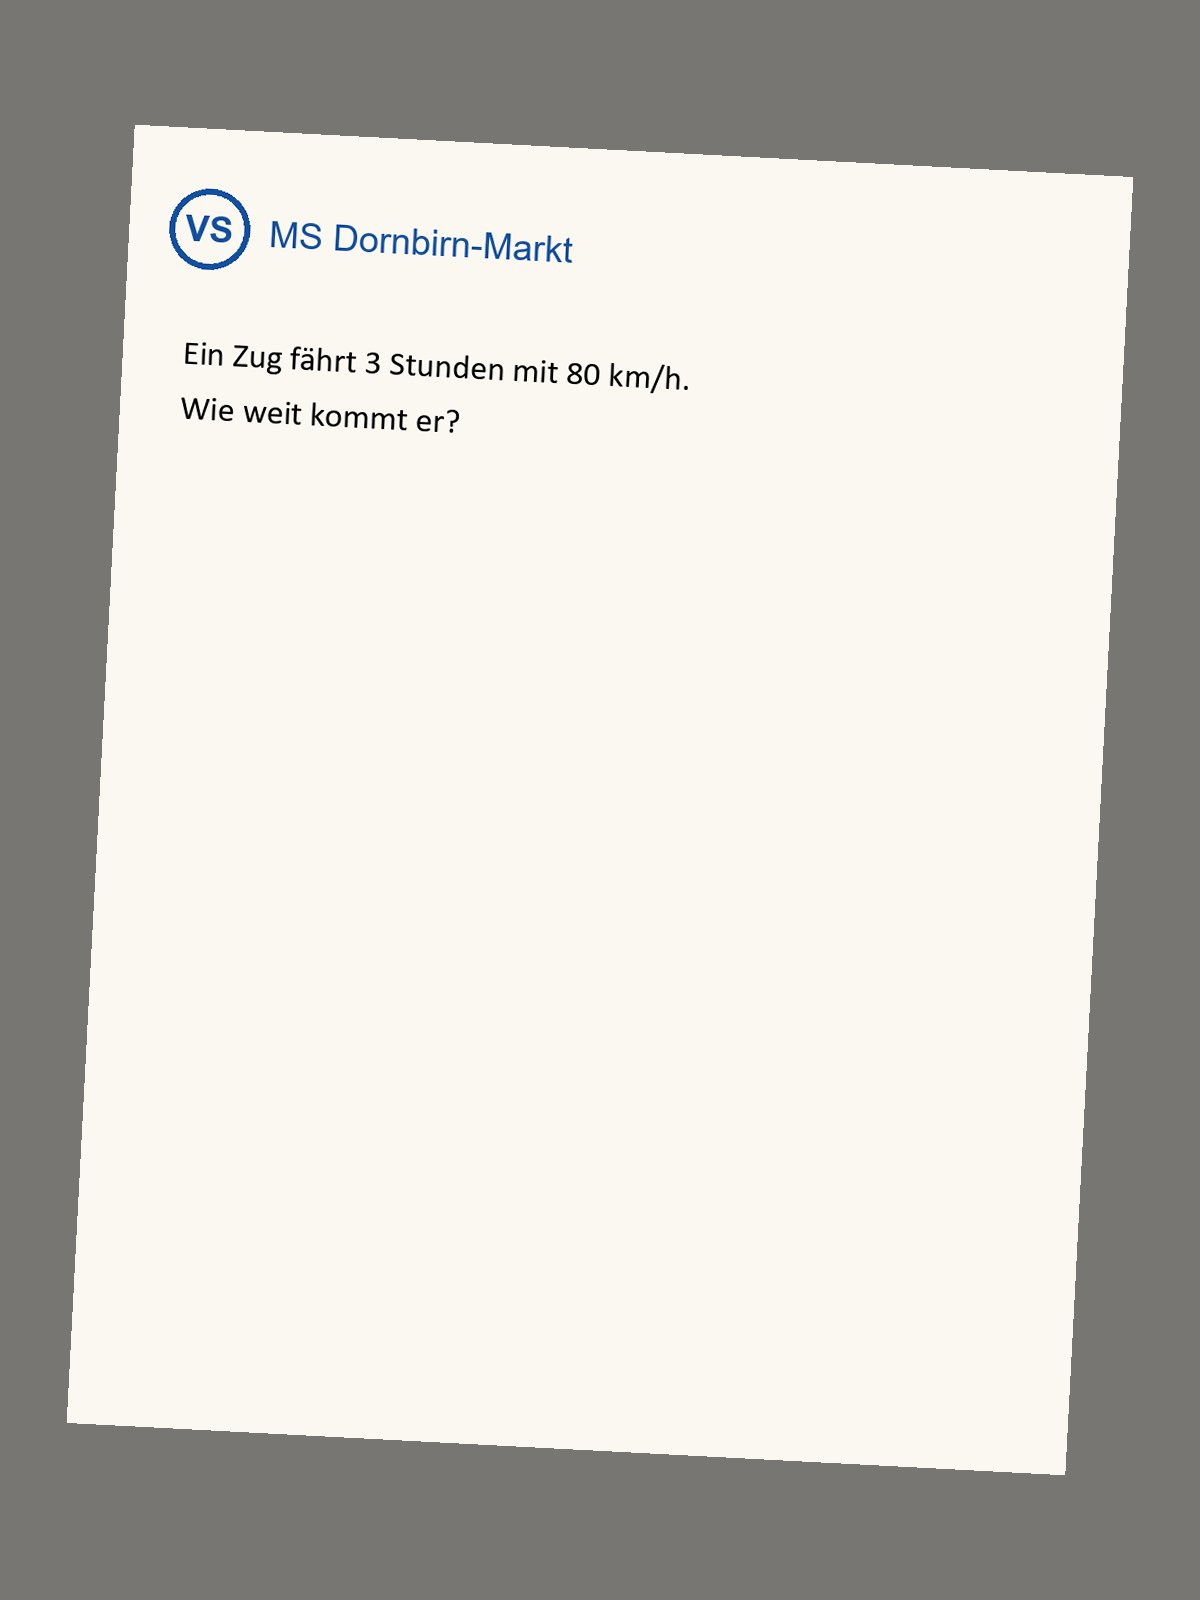 VS
MS Dornbirn-Markt
Ein Zug fährt 3 Stunden mit 80 km/h.
Wie weit kommt er?